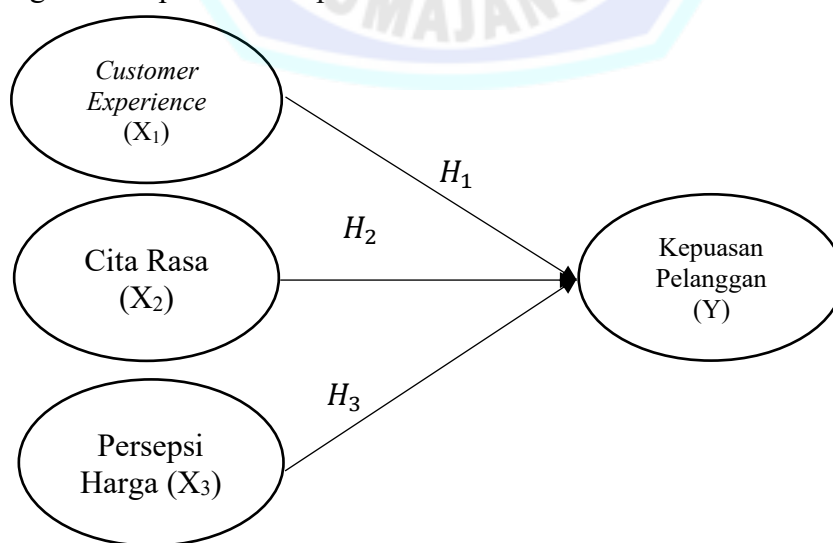 Customer
Experience
(X₁)
H₁
H₂
Cita Rasa
(X₂)
Kepuasan
Pelanggan
(Y)
H₃
Persepsi
Harga (X₃)